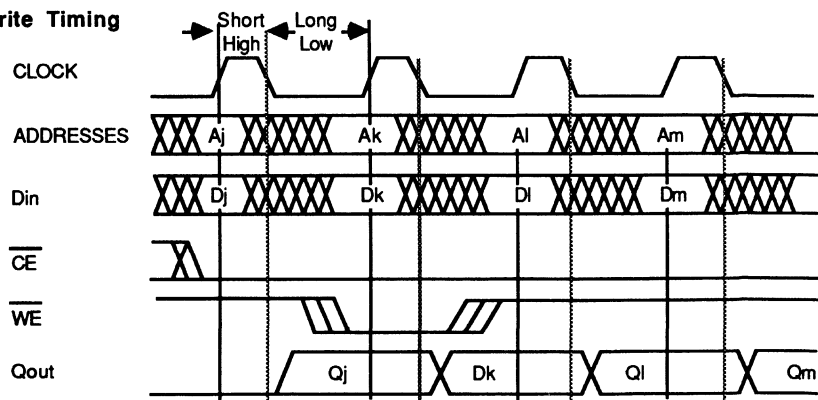 rite Timing
Short Long
High Low
CLOCK
ADDRESSES Aj Ak Al Am
Din Dj Dk Dl Dm
CE
WE
Qout Qj Dk Ql Qm